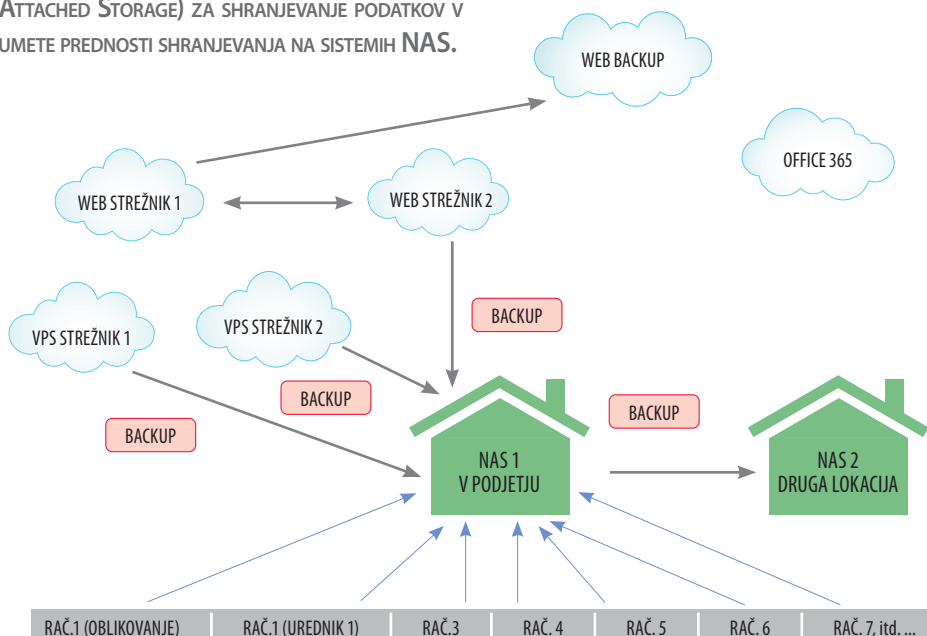 ATTACHED STORAGE) ZA SHRANJEVANJE PODATKOV V
UMETE PREDNOSTI SHRANJEVANJA NA SISTEMIH NAS.
WEB BACKUP
OFFICE 365
WEB STREŽNIK 1
WEB STREŽNIK 2
VPS STREŽNIK 1
VPS STREŽNIK 2
BACKUP
BACKUP
BACKUP
BACKUP
NAS 1
V PODJETJU
NAS 2
DRUGA LOKACIJA
RAČ.1 (OBLIKOVANJE)
RAČ.1 (UREDNIK 1)
RAČ.3
RAČ. 4
RAČ. 5
RAČ. 6
RAČ. 7, itd. ...